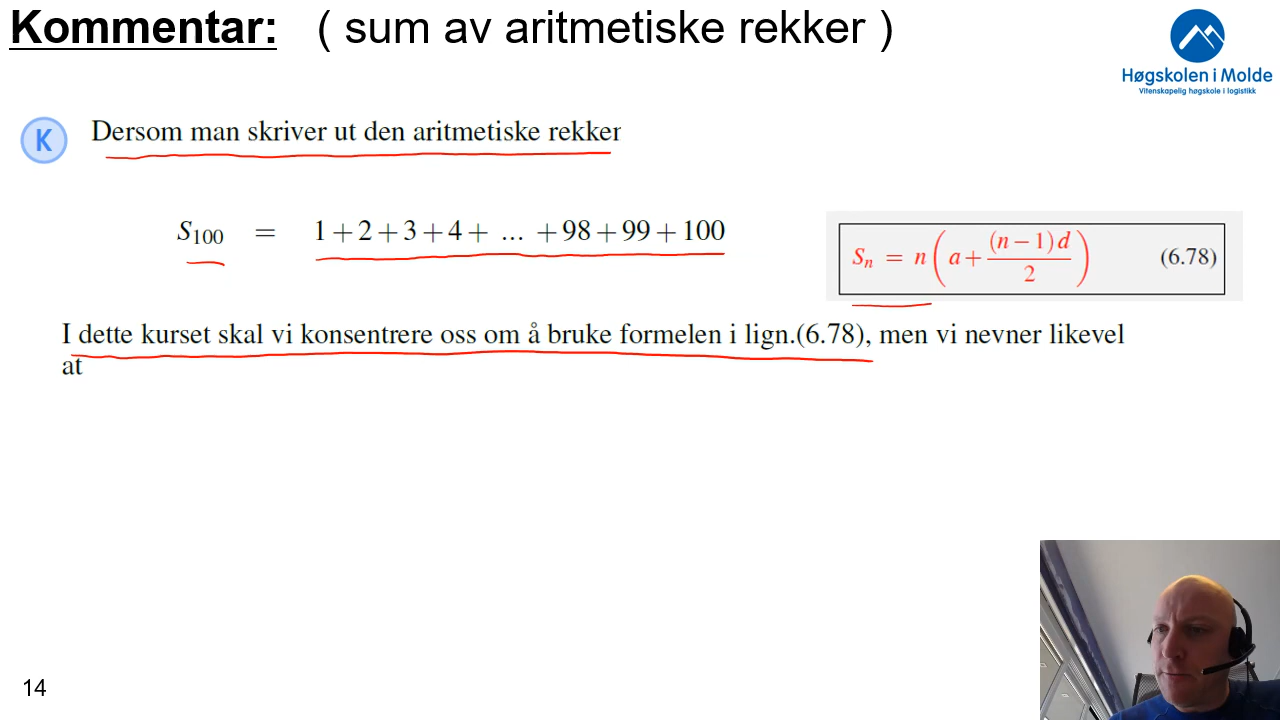 Kommentar: ( sum av aritmetiske rekker )
Høgskolen i Molde
Vitenskapelig høgskole i logistikk
K Dersom man skriver ut den aritmetiske rekker
S₁₀₀ = 1 + 2 + 3 + 4 + ... + 98 + 99 + 100
Sₙ = n ( a + (n − 1) d / 2 ) (6.78)
I dette kurset skal vi konsentrere oss om å bruke formelen i lign.(6.78), men vi nevner likevel
at
14